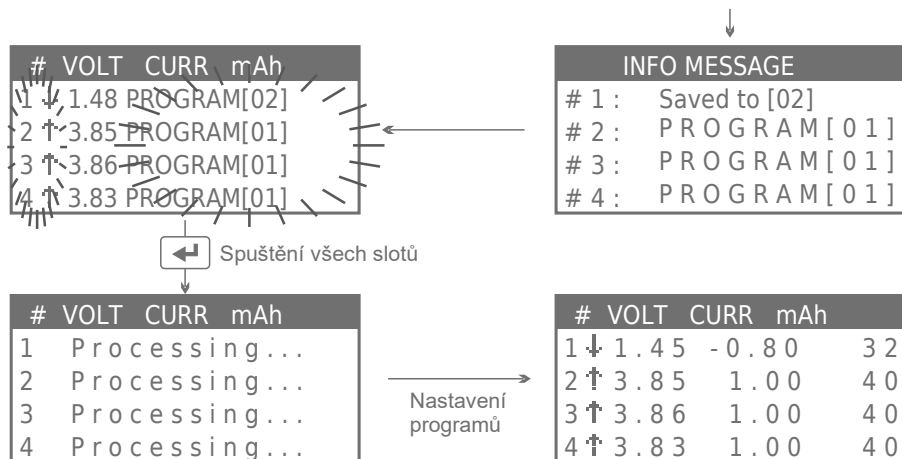 # VOLT CURR mAh
1 ↓ 1.48 PROGRAM[02]
2 ↑ 3.85 PROGRAM[01]
3 ↑ 3.86 PROGRAM[01]
4 ↑ 3.83 PROGRAM[01]
INFO MESSAGE
# 1 : Saved to [02]
# 2 : PROGRAM[01]
# 3 : PROGRAM[01]
# 4 : PROGRAM[01]
Spuštění všech slotů
# VOLT CURR mAh
1 Processing...
2 Processing...
3 Processing...
4 Processing...
Nastavení
programů
# VOLT CURR mAh
1 ↓ 1.45 -0.80 32
2 ↑ 3.85 1.00 40
3 ↑ 3.86 1.00 40
4 ↑ 3.83 1.00 40